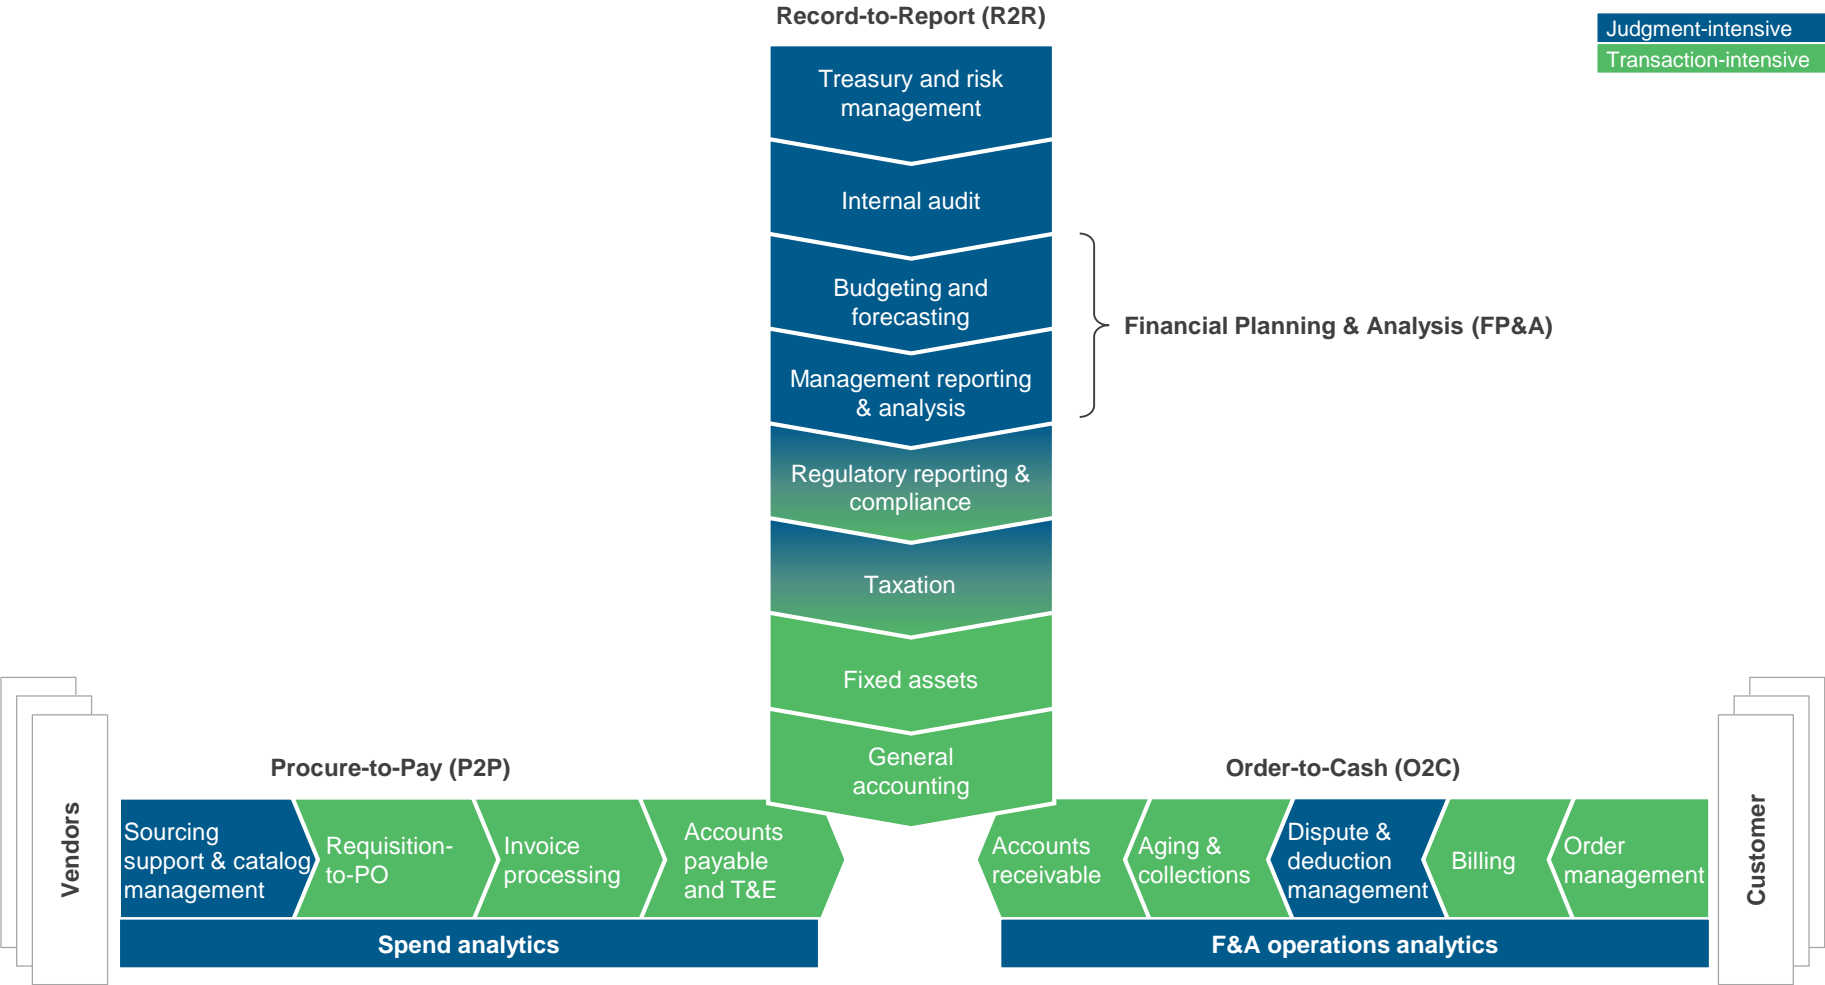 Record-to-Report (R2R)
Judgment-intensive
Transaction-intensive
Treasury and risk
management
Internal audit
Budgeting and
forecasting
Financial Planning & Analysis (FP&A)
Management reporting
& analysis
Regulatory reporting &
compliance
Taxation
Fixed assets
General
accounting
Procure-to-Pay (P2P)
Order-to-Cash (O2C)
Vendors
Sourcing
support & catalog
management
Requisition-
to-PO
Invoice
processing
Accounts
payable
and T&E
Accounts
receivable
Aging &
collections
Dispute &
deduction
management
Billing
Order
management
Customer
Spend analytics
F&A operations analytics